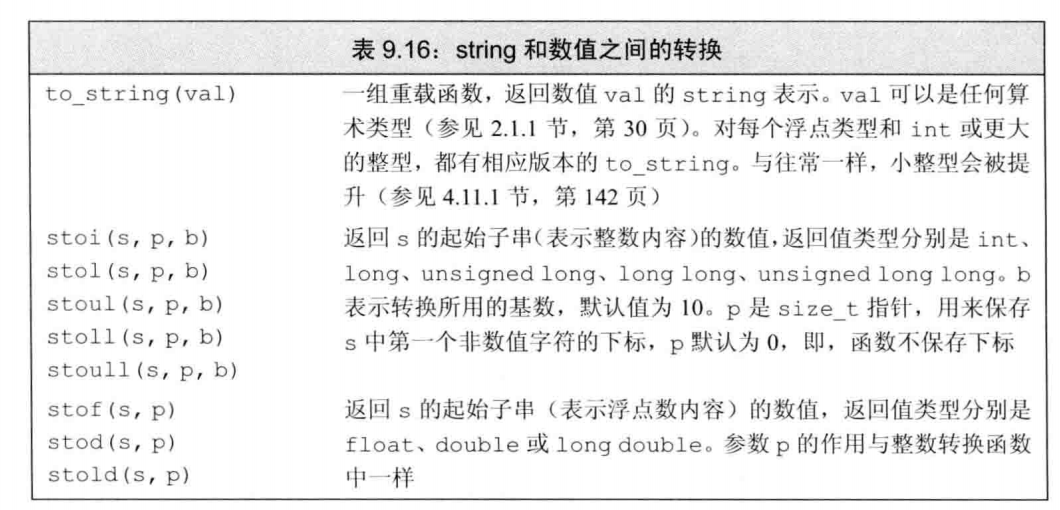 表 9.16：string 和数值之间的转换
to_string(val) 一组重载函数，返回数值 val 的 string 表示。val 可以是任何算
术类型（参见 2.1.1 节，第 30 页）。对每个浮点类型和 int 或更大
的整型，都有相应版本的 to_string。与往常一样，小整型会被提
升（参见 4.11.1 节，第 142 页）
stoi(s, p, b) 返回 s 的起始子串（表示整数内容）的数值，返回值类型分别是 int、
stol(s, p, b) long、unsigned long、long long、unsigned long long。b
stoul(s, p, b) 表示转换所用的基数，默认值为 10。p 是 size_t 指针，用来保存
stoll(s, p, b) s 中第一个非数值字符的下标，p 默认为 0，即，函数不保存下标
stoull(s, p, b)
stof(s, p) 返回 s 的起始子串（表示浮点数内容）的数值，返回值类型分别是
stod(s, p) float、double 或 long double。参数 p 的作用与整数转换函数
stold(s, p) 中一样